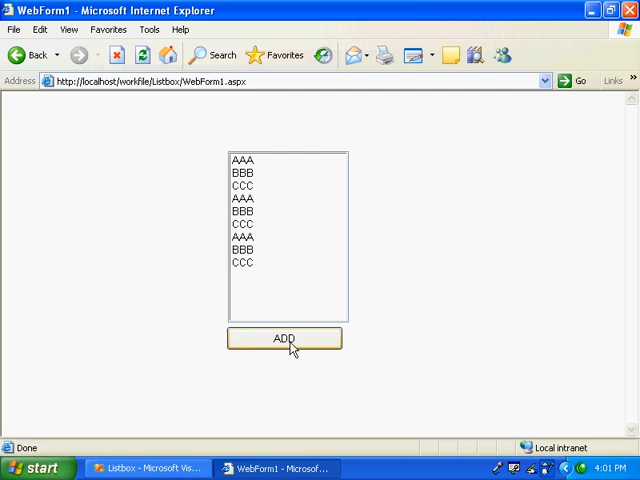 WebForm1 - Microsoft Internet Explorer
File Edit View Favorites Tools Help
Back Search Favorites
Address http://localhost/workfile/Listbox/WebForm1.aspx Go Links »
AAA
BBB
CCC
AAA
BBB
CCC
AAA
BBB
CCC
ADD
Done Local intranet
start Listbox - Microsoft Vis... WebForm1 - Microsof... 4:01 PM